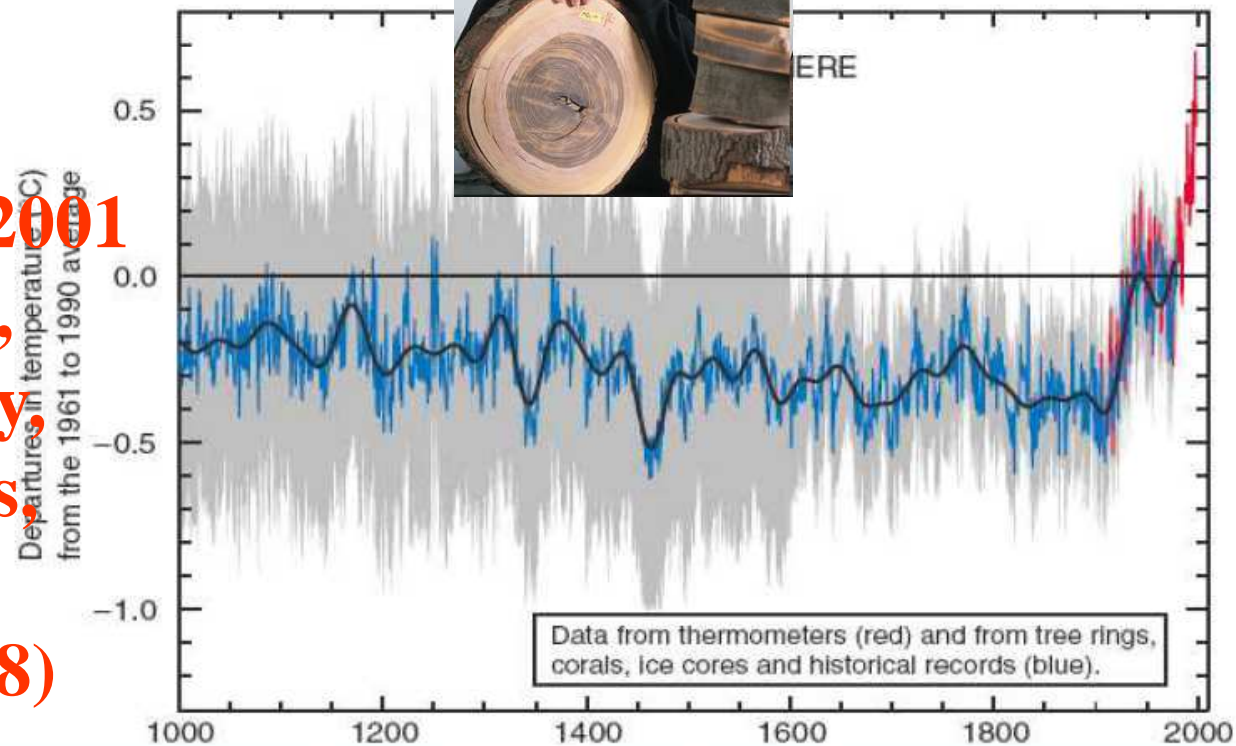 ERE
0.5
0.0
−0.5
−1.0
Departures in temperature (°C)
from the 1961 to 1990 average
2001
,
y,
s,
8)
Data from thermometers (red) and from tree rings,
corals, ice cores and historical records (blue).
1000 1200 1400 1600 1800 2000